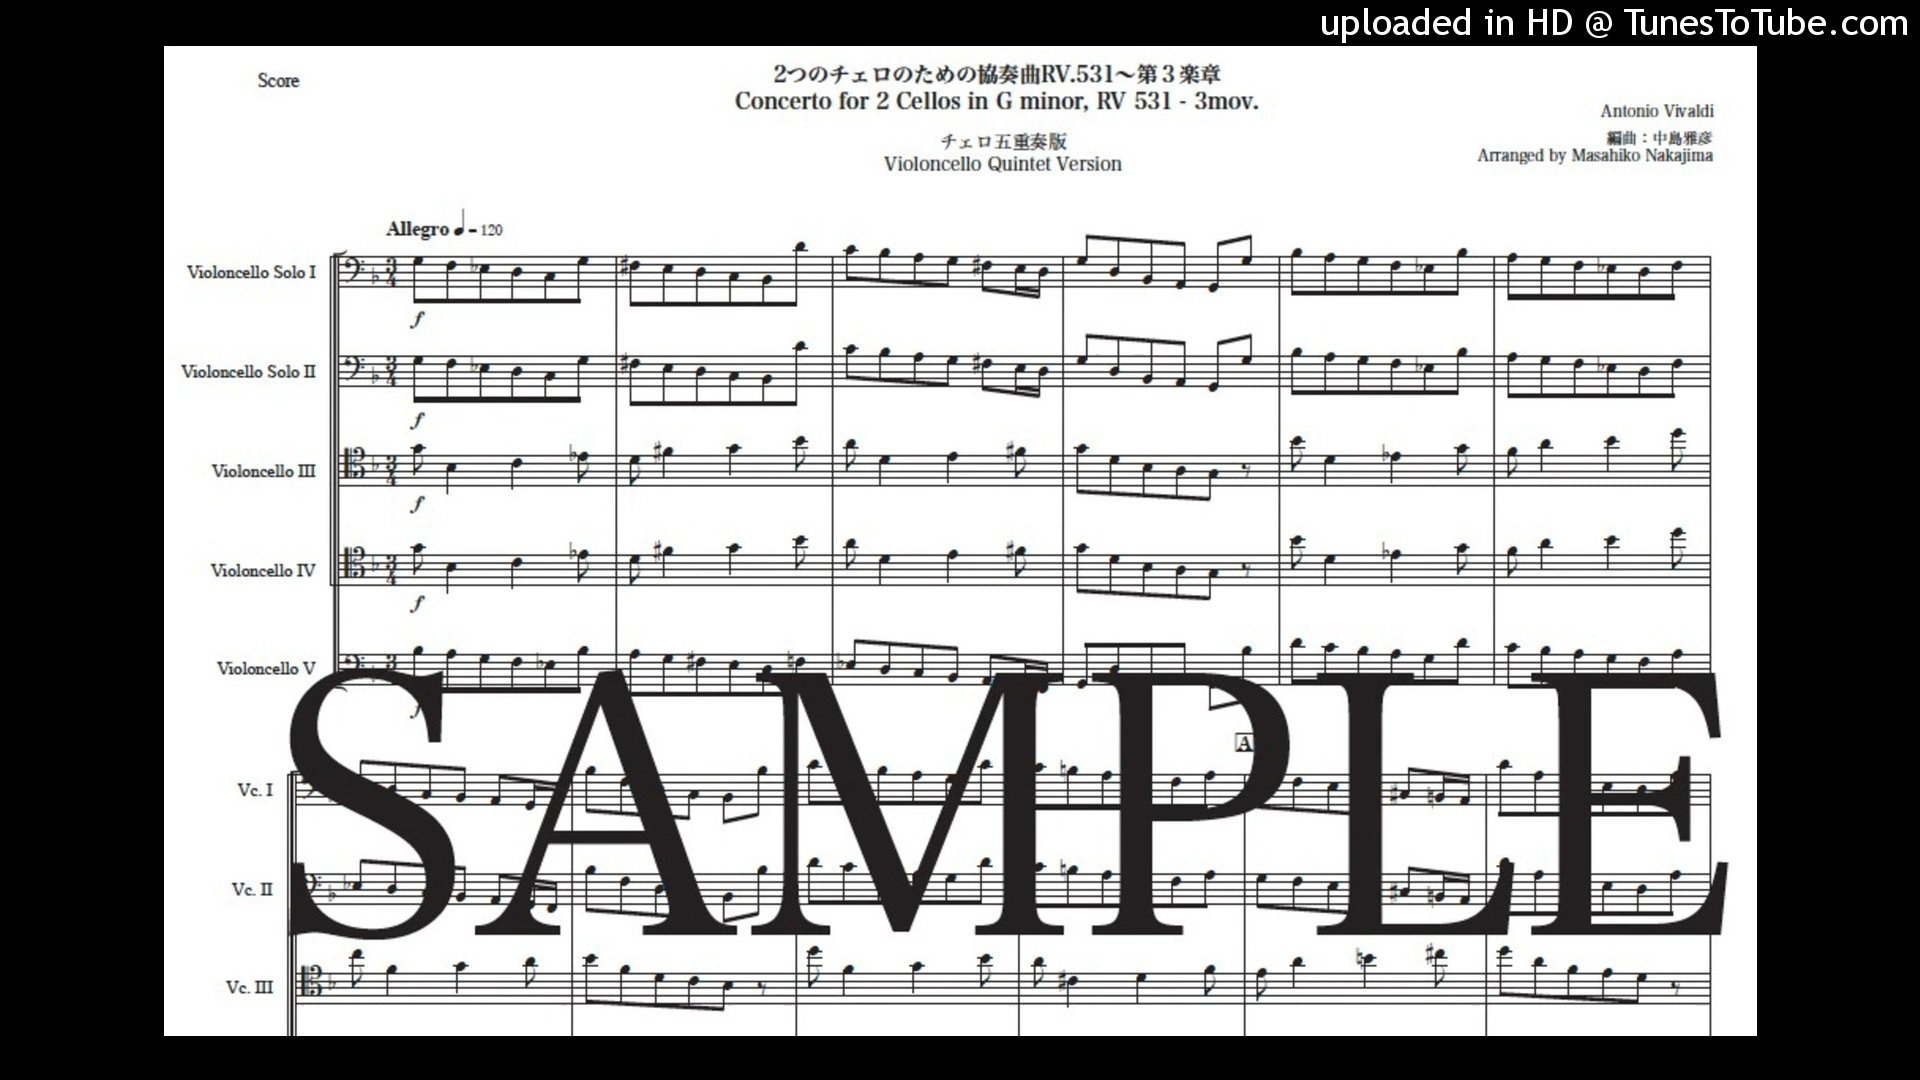 uploaded in HD @ TunesToTube.com
Score
2つのチェロのための協奏曲RV.531～第３楽章
Concerto for 2 Cellos in G minor, RV 531 - 3mov.
Antonio Vivaldi
チェロ五重奏版
編曲：中島雅彦
Violoncello Quintet Version
Arranged by Masahiko Nakajima
Allegro ♩ = 120
Violoncello Solo I
f
Violoncello Solo II
f
Violoncello III
f
Violoncello IV
f
Violoncello V
f
SAMPLE
A
Vc. I
Vc. II
Vc. III